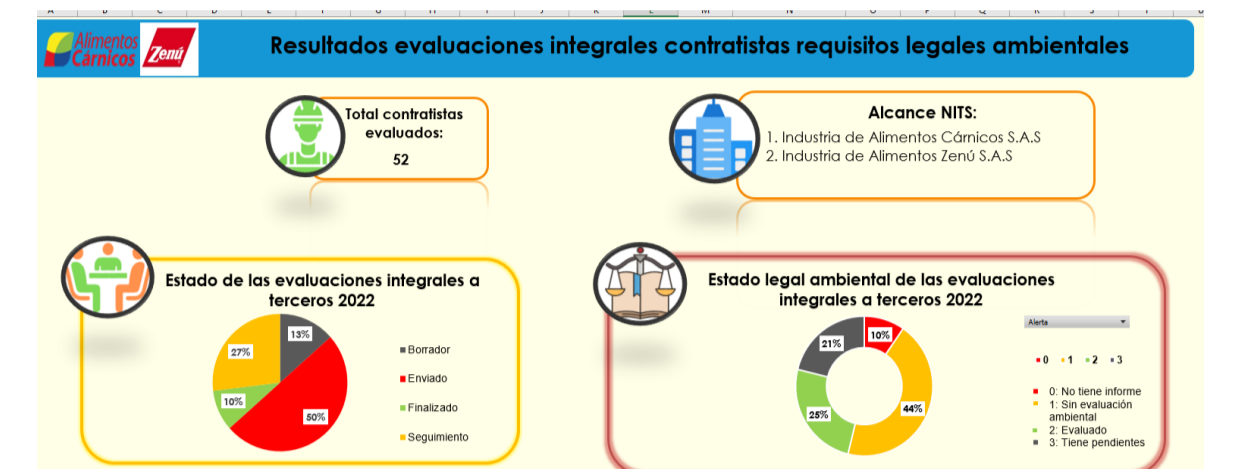 Alimentos
Cárnicos
Zenú
Resultados evaluaciones integrales contratistas requisitos legales ambientales
Total contratistas
evaluados:
52
Alcance NITS:
1. Industria de Alimentos Cárnicos S.A.S
2. Industria de Alimentos Zenú S.A.S
Estado de las evaluaciones integrales a
terceros 2022
13%
27%
10%
50%
Borrador
Enviado
Finalizado
Seguimiento
Estado legal ambiental de las evaluaciones
integrales a terceros 2022
10%
21%
25%
44%
Alerta
0 1 2 3
0: No tiene informe
1: Sin evaluación
ambiental
2: Evaluado
3: Tiene pendientes